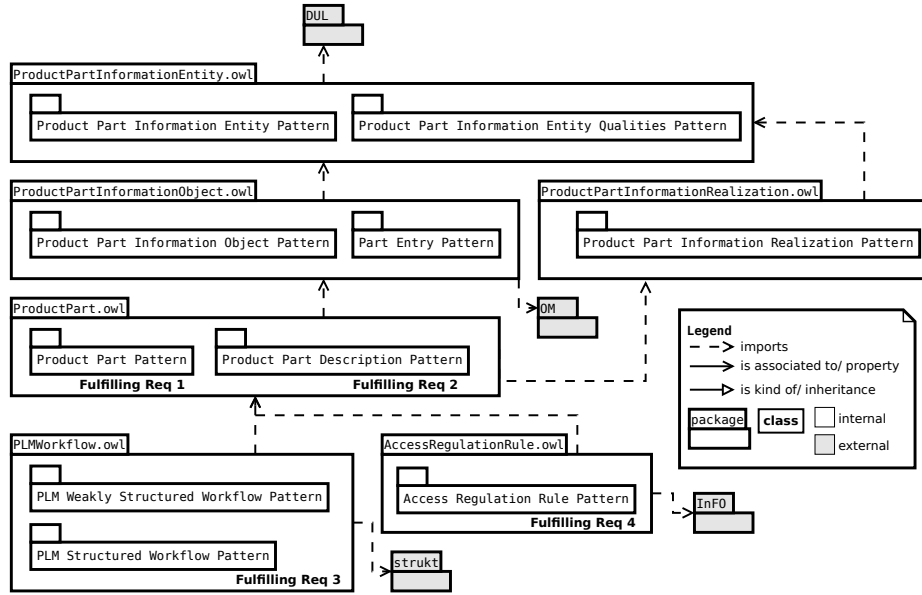 DUL
ProductPartInformationEntity.owl
Product Part Information Entity Pattern
Product Part Information Entity Qualities Pattern
ProductPartInformationObject.owl
Product Part Information Object Pattern
Part Entry Pattern
ProductPartInformationRealization.owl
Product Part Information Realization Pattern
OM
ProductPart.owl
Product Part Pattern
Product Part Description Pattern
Fulfilling Req 1
Fulfilling Req 2
Legend
imports
is associated to/ property
is kind of/ inheritance
package
class
internal
external
PLMWorkflow.owl
PLM Weakly Structured Workflow Pattern
PLM Structured Workflow Pattern
Fulfilling Req 3
AccessRegulationRule.owl
Access Regulation Rule Pattern
Fulfilling Req 4
InFO
strukt